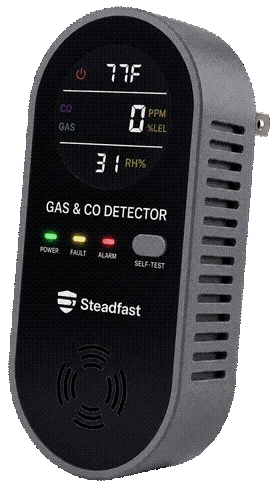 77F
CO 0 PPM
GAS %LEL
31 RH%
GAS & CO DETECTOR
POWER FAULT ALARM SELF-TEST
Steadfast